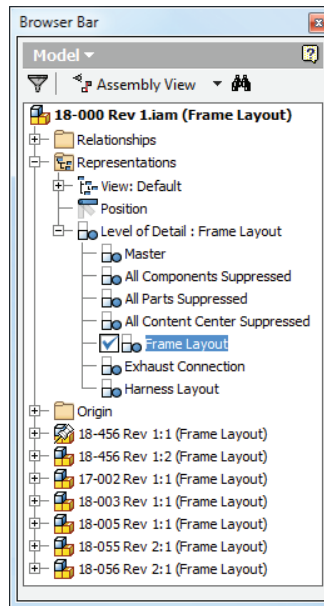 Browser Bar
Model
Assembly View
18-000 Rev 1.iam (Frame Layout)
Relationships
Representations
View: Default
Position
Level of Detail : Frame Layout
Master
All Components Suppressed
All Parts Suppressed
All Content Center Suppressed
Frame Layout
Exhaust Connection
Harness Layout
Origin
18-456 Rev 1:1 (Frame Layout)
18-456 Rev 1:2 (Frame Layout)
17-002 Rev 1:1 (Frame Layout)
18-003 Rev 1:1 (Frame Layout)
18-005 Rev 1:1 (Frame Layout)
18-055 Rev 2:1 (Frame Layout)
18-056 Rev 2:1 (Frame Layout)